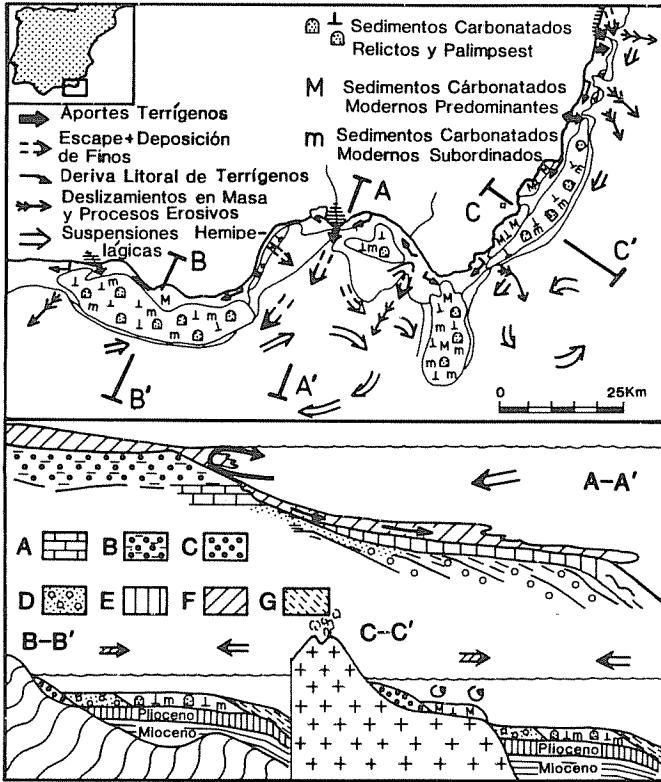 ⊥ Sedimentos Carbonatados
Relictos y Palimpsest
M Sedimentos Cárbonatados
Modernos Predominantes
m Sedimentos Carbonatados
Modernos Subordinados
Aportes Terrígenos
Escape+Deposición
de Finos
Deriva Litoral de Terrígenos
Deslizamientos en Masa
y Procesos Erosivos
Suspensiones Hemipe-
lágicas
A
C
B
C'
B'
A'
0 25Km
A-A'
A B C
D E F G
B-B' C-C'
Plioceno
Mioceno
Plioceno
Mioceno